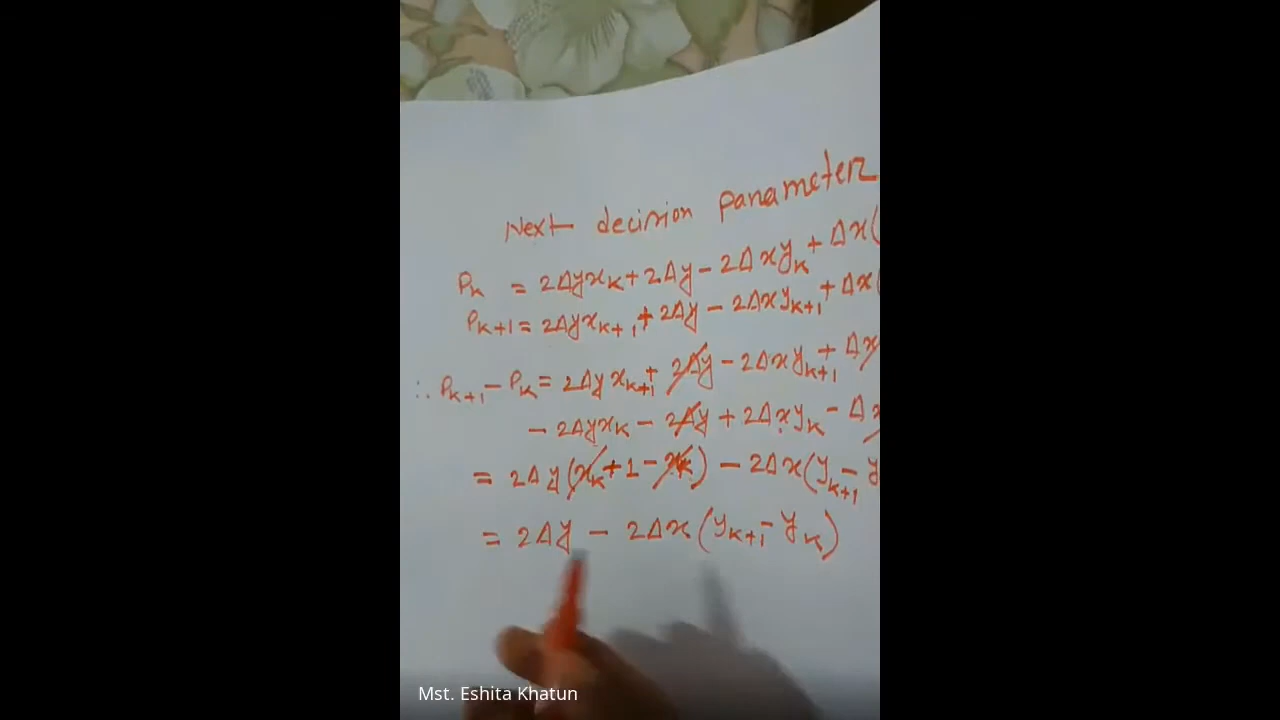 Next decision parameter
Pₖ = 2Δyxₖ + 2Δy - 2Δxyₖ + Δx(
Pₖ₊₁ = 2Δyxₖ₊₁ + 2Δy - 2Δxyₖ₊₁ + Δx(
∴ Pₖ₊₁ - Pₖ = 2Δyxₖ₊₁ + 2Δy - 2Δxyₖ₊₁ + Δx
- 2Δyxₖ - 2Δy + 2Δxyₖ - Δx
= 2Δy(xₖ + 1 - xₖ) - 2Δx(yₖ₊₁ - y
= 2Δy - 2Δx(yₖ₊₁ - yₖ)
Mst. Eshita Khatun